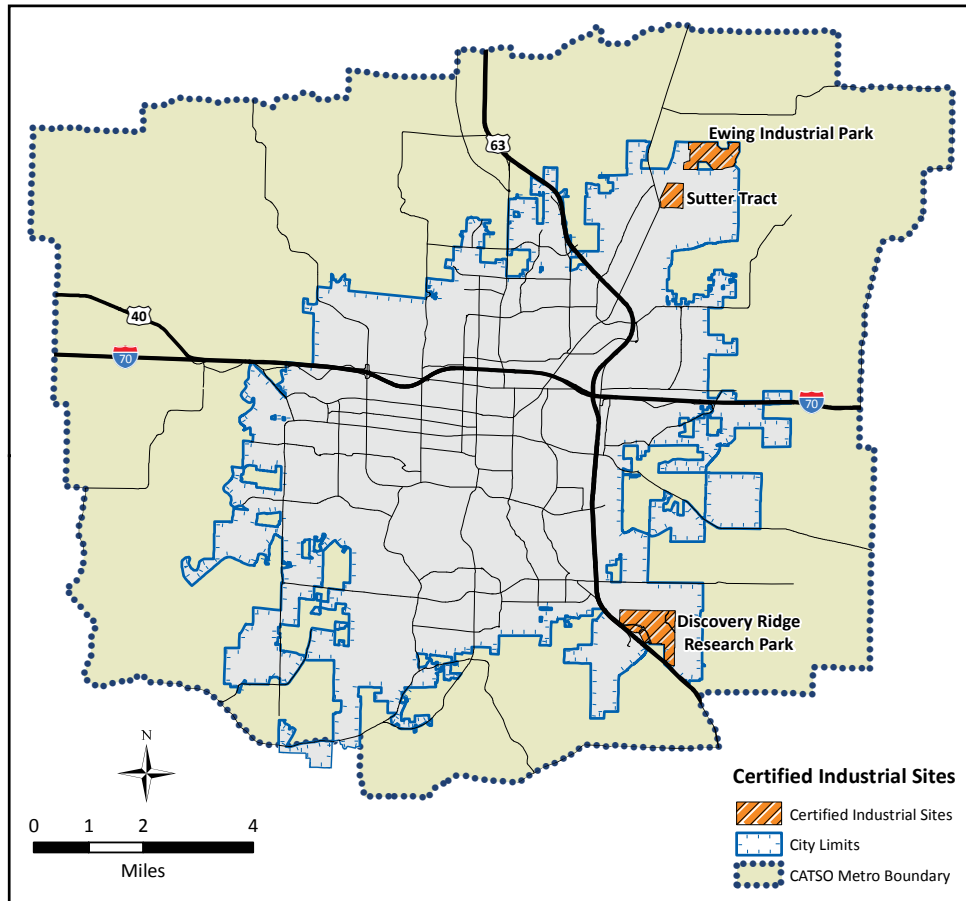 Ewing Industrial Park
63
Sutter Tract
40
70
70
Discovery Ridge
Research Park
N
0 1 2 4
Miles
Certified Industrial Sites
Certified Industrial Sites
City Limits
CATSO Metro Boundary